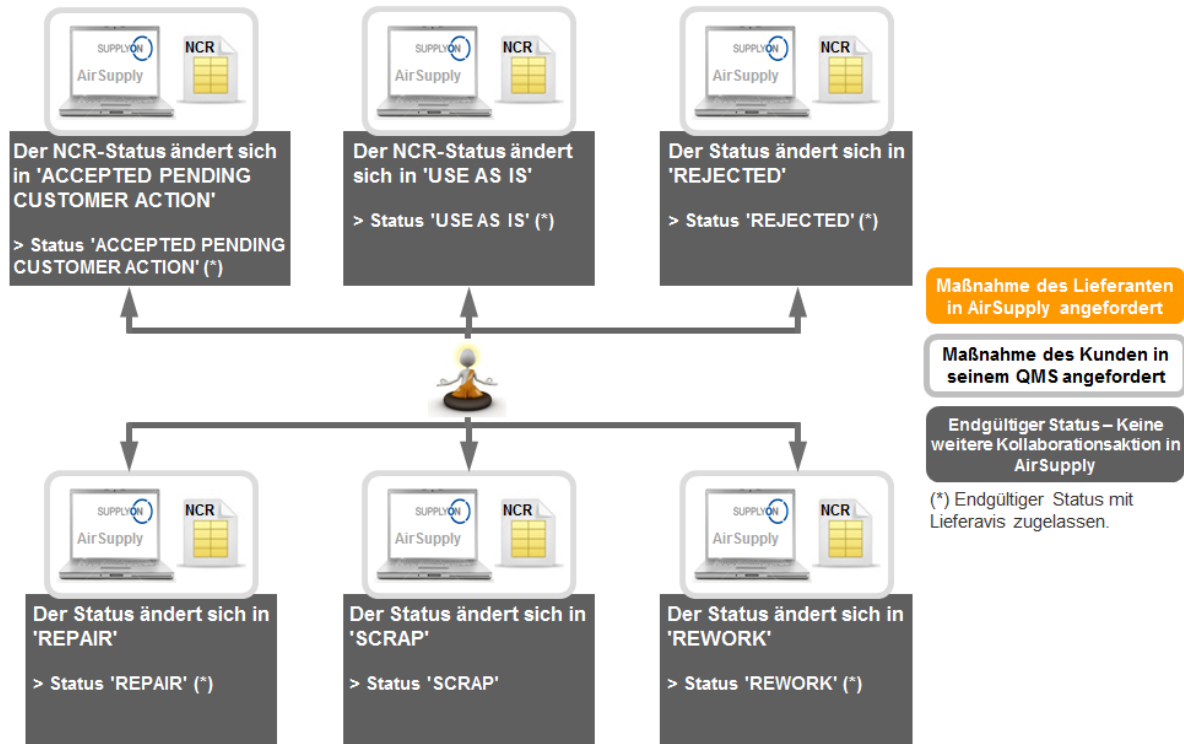 SUPPLYON
AirSupply
NCR
SUPPLYON
AirSupply
NCR
SUPPLYON
AirSupply
NCR
Der NCR-Status ändert sich
in 'ACCEPTED PENDING
CUSTOMER ACTION'
> Status 'ACCEPTED PENDING
CUSTOMER ACTION' (*)
Der NCR-Status ändert
sich in 'USE AS IS'
> Status 'USE AS IS' (*)
Der Status ändert sich in
'REJECTED'
> Status 'REJECTED' (*)
Maßnahme des Lieferanten
in AirSupply angefordert
Maßnahme des Kunden in
seinem QMS angefordert
Endgültiger Status – Keine
weitere Kollaborationsaktion in
AirSupply
(*) Endgültiger Status mit
Lieferavis zugelassen.
SUPPLYON
AirSupply
NCR
SUPPLYON
AirSupply
NCR
SUPPLYON
AirSupply
NCR
Der Status ändert sich in
'REPAIR'
> Status 'REPAIR' (*)
Der Status ändert sich in
'SCRAP'
> Status 'SCRAP'
Der Status ändert sich in
'REWORK'
> Status 'REWORK' (*)